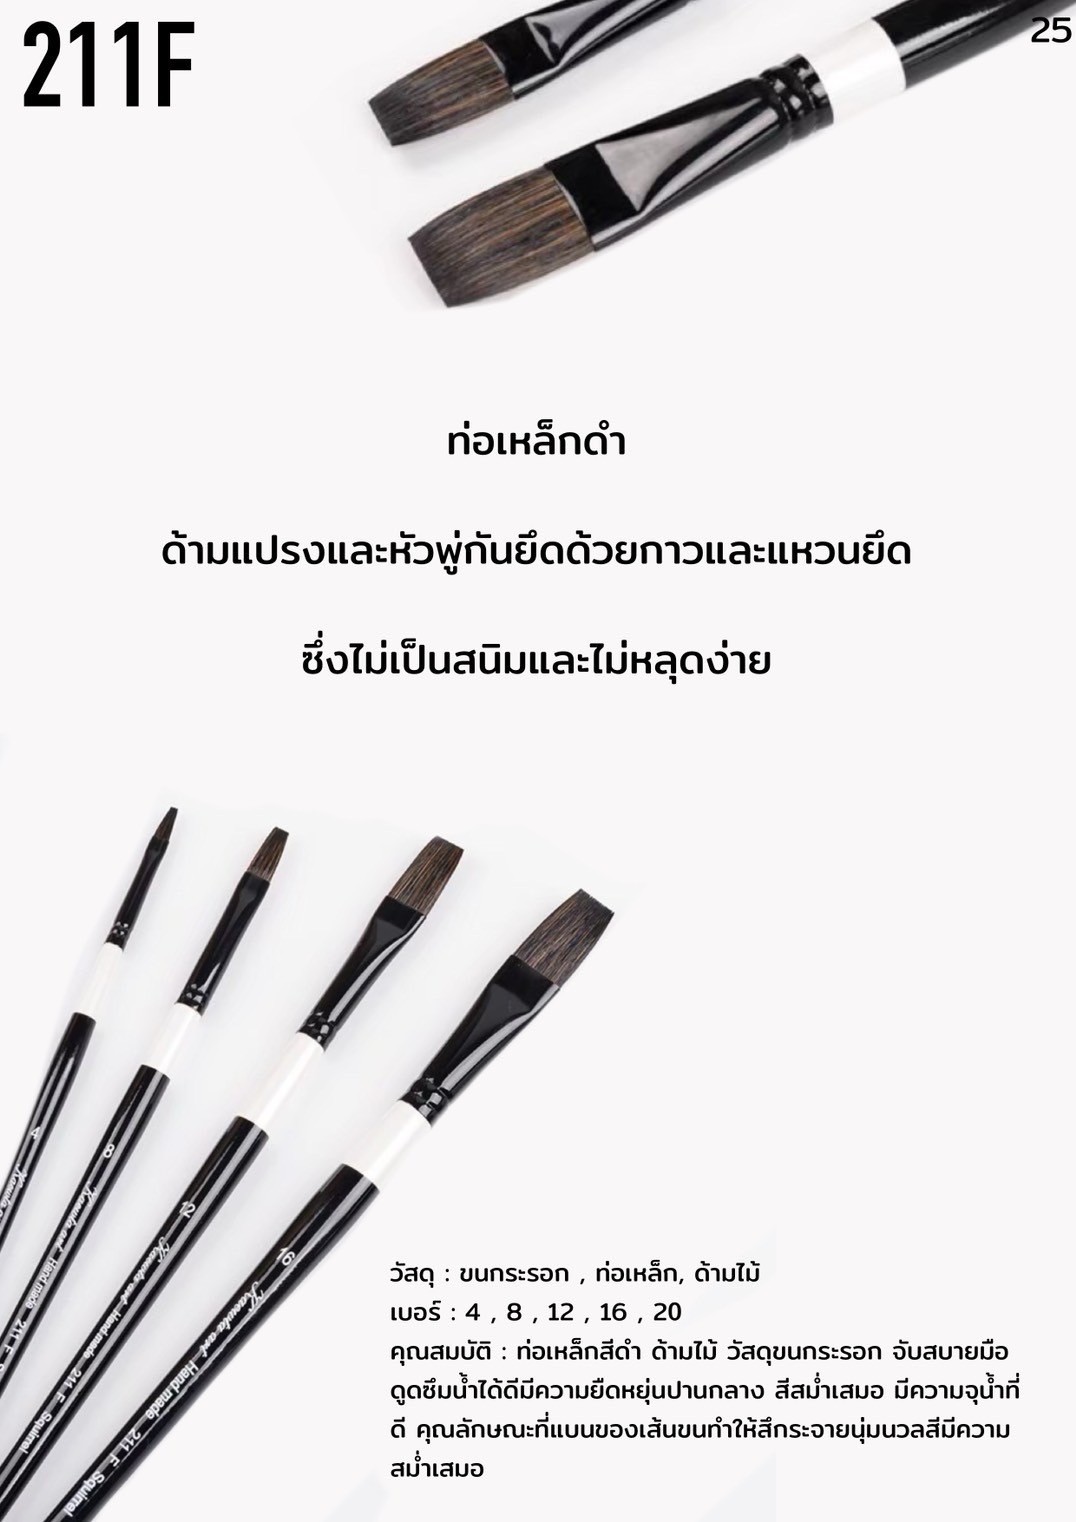 211F
25
ท่อเหล็กดำ
ด้ามแปรงและหัวพู่กันยึดด้วยกาวและแหวนยึด
ซึ่งไม่เป็นสนิมและไม่หลุดง่าย
4
8
12
16
Kaerela art Hand made 211 F Squirrel
วัสดุ : ขนกระรอก , ท่อเหล็ก, ด้ามไม้
เบอร์ : 4 , 8 , 12 , 16 , 20
คุณสมบัติ : ท่อเหล็กสีดำ ด้ามไม้ วัสดุขนกระรอก จับสบายมือ
ดูดซึมน้ำได้ดีมีความยืดหยุ่นปานกลาง สีสม่ำเสมอ มีความจุน้ำที่
ดี คุณลักษณะที่แบนของเส้นขนทำให้สึกระจายนุ่มนวลสีมีความ
สม่ำเสมอ